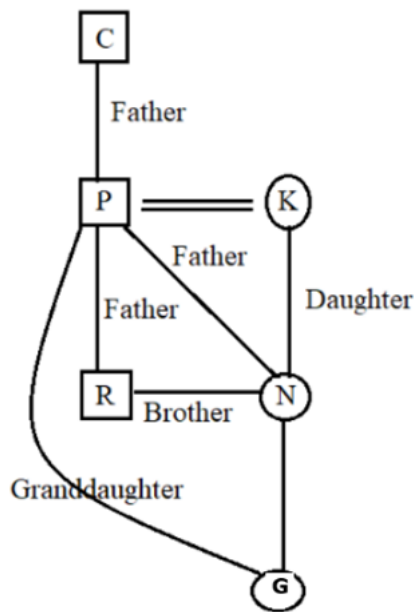 C
Father
P
K
Father
Father
Daughter
R
Brother
N
Granddaughter
G